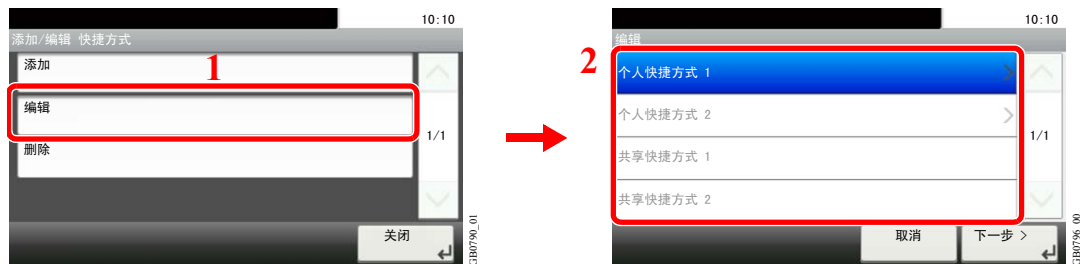 10:10
添加/编辑 快捷方式
添加
1
编辑
1/1
删除
关闭
GB0790_01
10:10
编辑
2
个人快捷方式 1
个人快捷方式 2
1/1
共享快捷方式 1
共享快捷方式 2
取消
下一步 >
GB0796_00